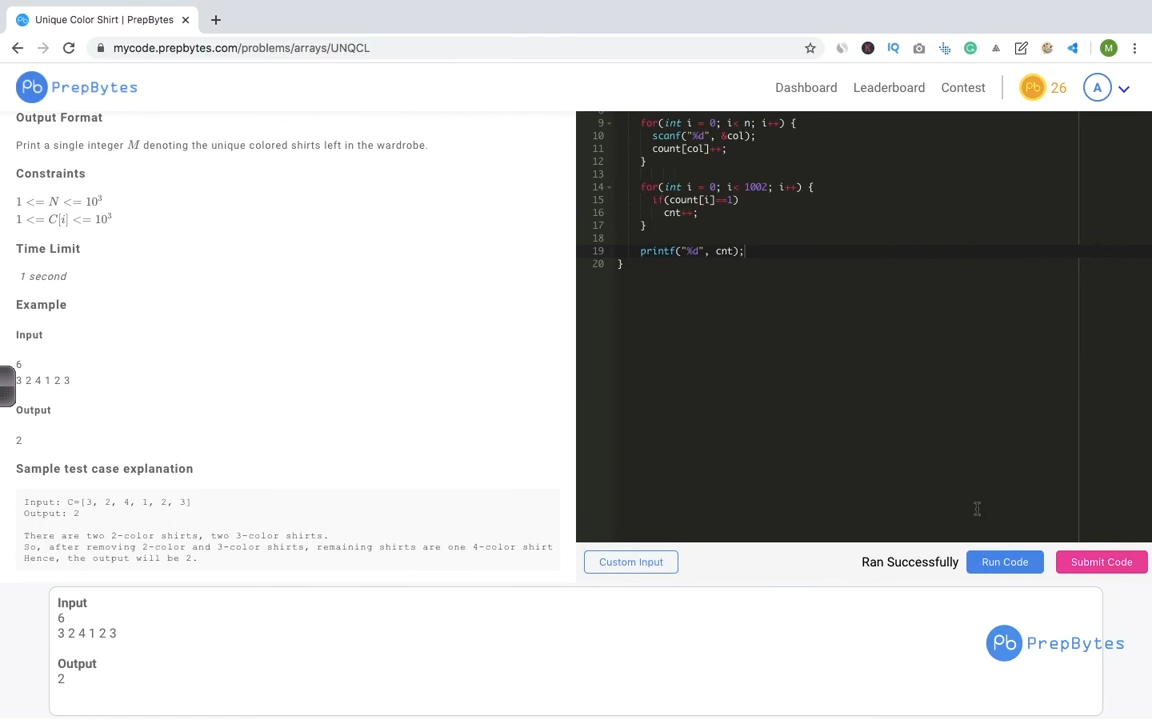 Unique Color Shirt | PrepBytes
mycode.prepbytes.com/problems/arrays/UNQCL
IQ
M
Pb PrepBytes
Dashboard Leaderboard Contest Pb 26 A
Output Format
Print a single integer M denoting the unique colored shirts left in the wardrobe.
Constraints
1 <= N <= 10³
1 <= C[i] <= 10³
Time Limit
1 second
Example
Input
6
3 2 4 1 2 3
Output
2
Sample test case explanation
Input: C=[3, 2, 4, 1, 2, 3]
Output: 2
There are two 2-color shirts, two 3-color shirts.
So, after removing 2-color and 3-color shirts, remaining shirts are one 4-color shirt
Hence, the output will be 2.
9 for(int i = 0; i< n; i++) {
10 scanf("%d", &col);
11 count[col]++;
12 }
13
14 for(int i = 0; i< 1002; i++) {
15 if(count[i]==1)
16 cnt++;
17 }
18
19 printf("%d", cnt);
20 }
Custom Input Ran Successfully Run Code Submit Code
Input
6
3 2 4 1 2 3
Output
2
Pb PrepBytes